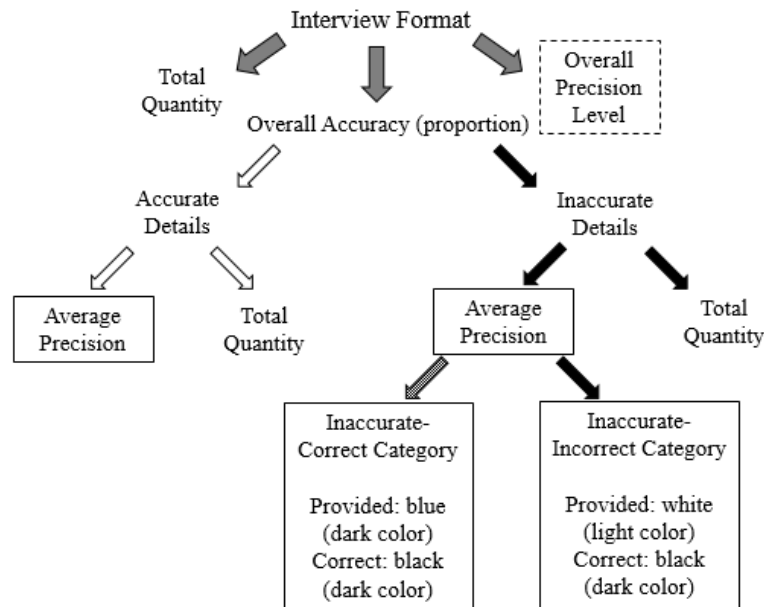 Interview Format
Total
Quantity
Overall Accuracy (proportion)
Overall
Precision
Level
Accurate
Details
Inaccurate
Details
Average
Precision
Total
Quantity
Average
Precision
Total
Quantity
Inaccurate-
Correct Category
Provided: blue
(dark color)
Correct: black
(dark color)
Inaccurate-
Incorrect Category
Provided: white
(light color)
Correct: black
(dark color)